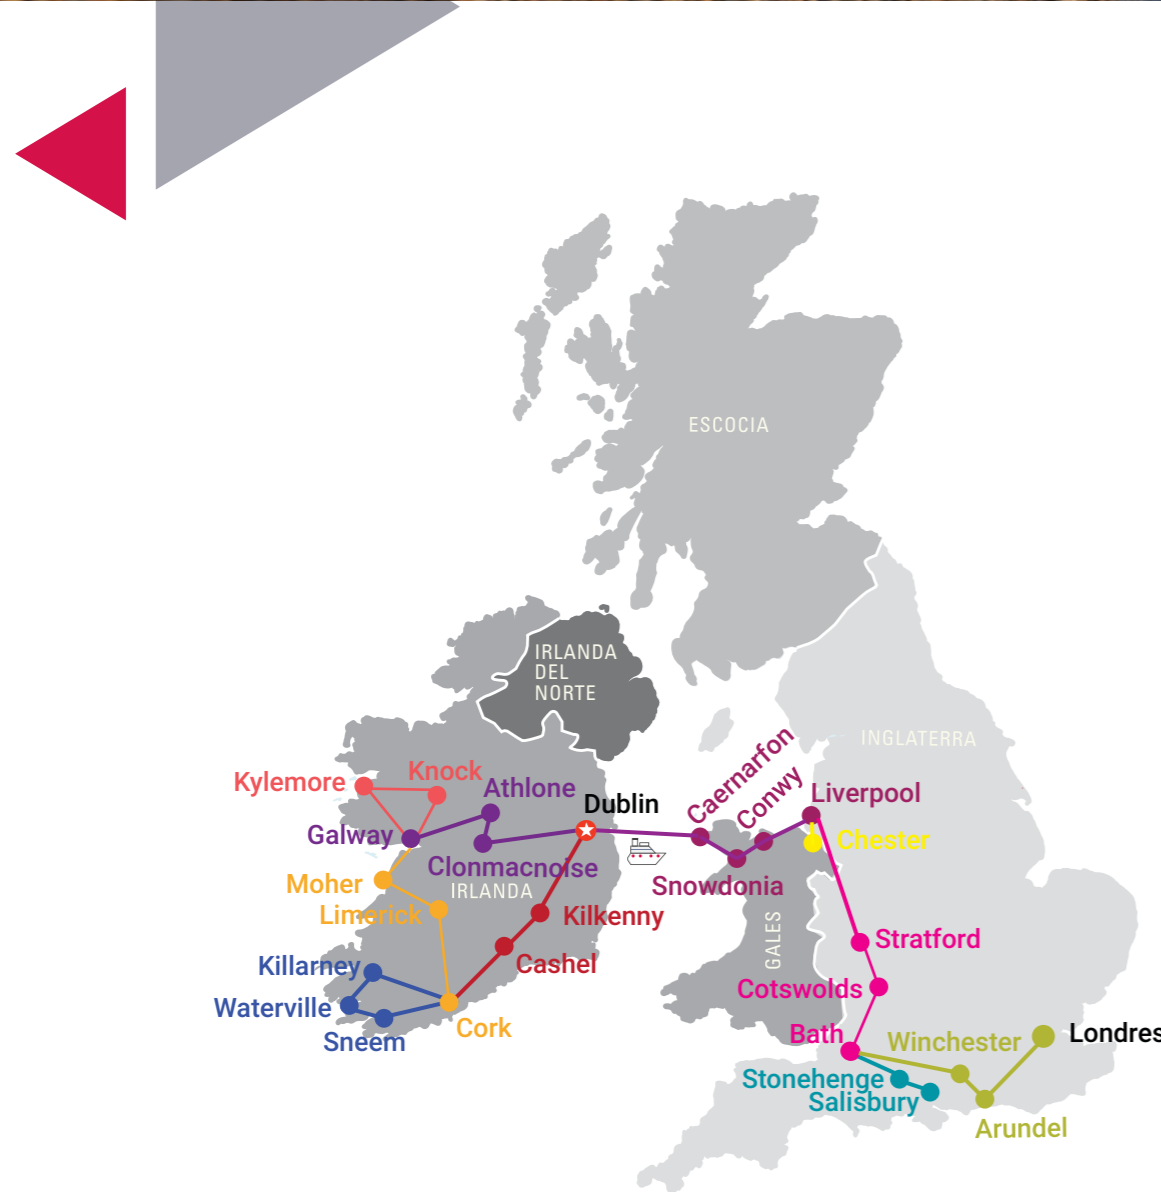 ESCOCIA
IRLANDA
DEL
NORTE
INGLATERRA
Caernarfon
Conwy
Knock
Kylemore
Athlone
Dublin
Liverpool
Galway
Chester
Clonmacnoise
Moher
IRLANDA
Snowdonia
Limerick
Kilkenny
GALES
Stratford
Killarney
Cashel
Cotswolds
Waterville
Cork
Bath
Londres
Sneem
Winchester
Stonehenge
Salisbury
Arundel